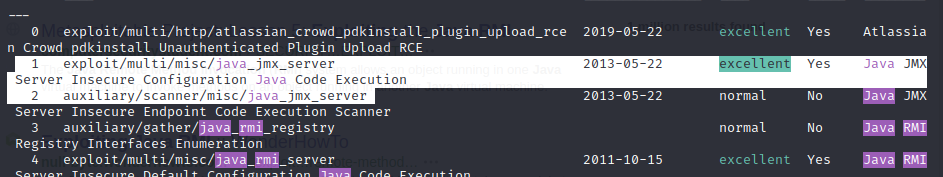 ---
0 exploit/multi/http/atlassian_crowd_pdkinstall_plugin_upload_rce 2019-05-22 excellent Yes Atlassia
n Crowd pdkinstall Unauthenticated Plugin Upload RCE
1 exploit/multi/misc/java_jmx_server 2013-05-22 excellent Yes Java JMX
Server Insecure Configuration Java Code Execution
2 auxiliary/scanner/misc/java_jmx_server 2013-05-22 normal No Java JMX
Server Insecure Endpoint Code Execution Scanner
3 auxiliary/gather/java_rmi_registry normal No Java RMI
Registry Interfaces Enumeration
4 exploit/multi/misc/java_rmi_server 2011-10-15 excellent Yes Java RMI
Server Insecure Default Configuration Java Code Execution